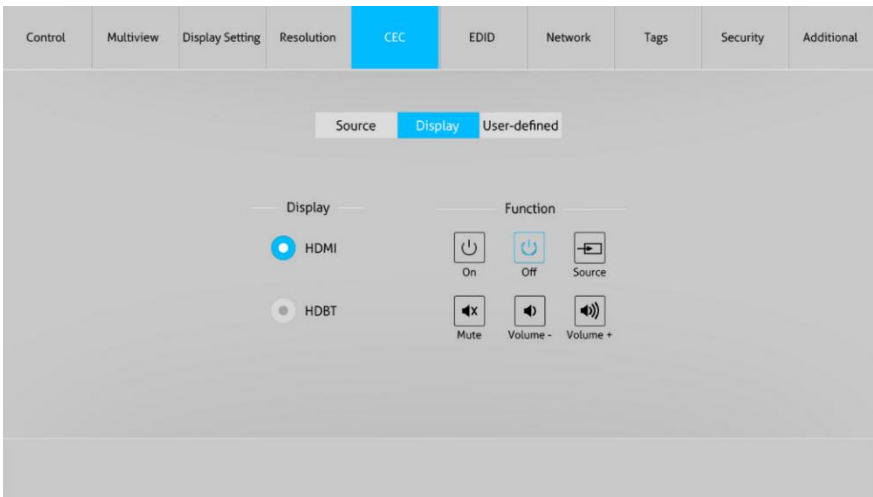 Control Multiview Display Setting Resolution CEC EDID Network Tags Security Additional
Source Display User-defined
Display Function
HDMI
On Off Source
HDBT
Mute Volume - Volume +